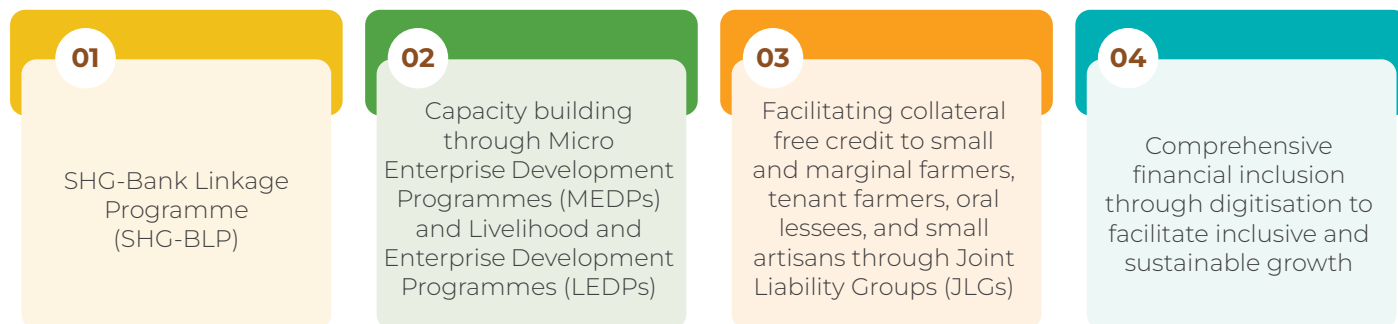 01
SHG-Bank Linkage
Programme
(SHG-BLP)
02
Capacity building
through Micro
Enterprise Development
Programmes (MEDPs)
and Livelihood and
Enterprise Development
Programmes (LEDPs)
03
Facilitating collateral
free credit to small
and marginal farmers,
tenant farmers, oral
lessees, and small
artisans through Joint
Liability Groups (JLGs)
04
Comprehensive
financial inclusion
through digitisation to
facilitate inclusive and
sustainable growth